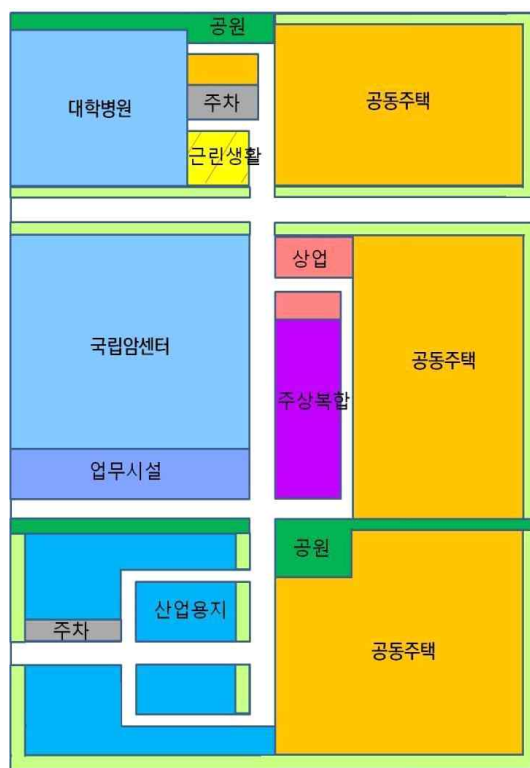 공원
대학병원
주차
공동주택
근린생활
상업
국립암센터
공동주택
주상복합
업무시설
공원
산업용지
주차
공동주택